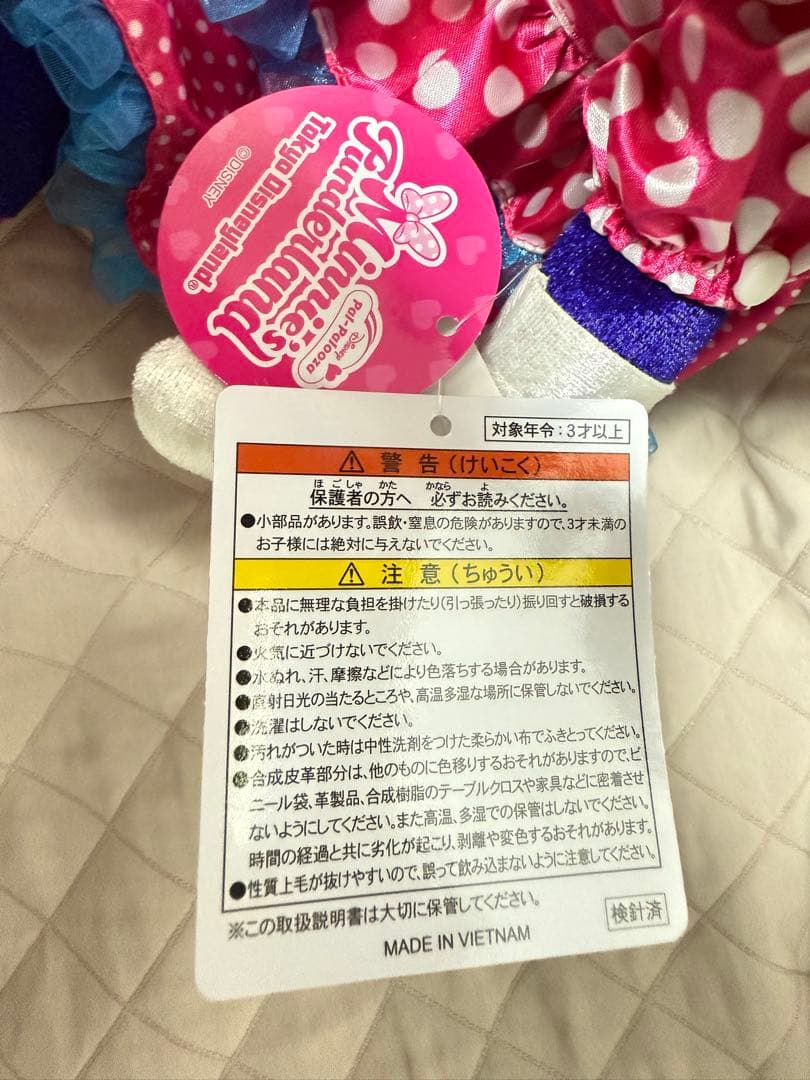 Disney
Pal-Palooza
Minnie's
Funderland
Tokyo Disneyland®
©DISNEY
対象年令:3才以上
⚠ 警告(けいこく)
ほごしゃ かた かなら よ
保護者の方へ 必ずお読みください。
●小部品があります。誤飲・窒息の危険がありますので、3才未満の
お子様には絶対に与えないでください。
⚠ 注意(ちゅうい)
●本品に無理な負担を掛けたり(引っ張ったり)振り回すと破損する
おそれがあります。
●火気に近づけないでください。
●水ぬれ、汗、摩擦などにより色落ちする場合があります。
●直射日光の当たるところや、高温多湿な場所に保管しないでください。
●洗濯はしないでください。
●汚れがついた時は中性洗剤をつけた柔らかい布でふきとってください。
●合成皮革部分は、他のものに色移りするおそれがありますので、ビ
ニール袋、革製品、合成樹脂のテーブルクロスや家具などに密着させ
ないようにしてください。また高温、多湿での保管はしないでください。
時間の経過と共に劣化が起こり、剥離や変色するおそれがあります。
●性質上毛が抜けやすいので、誤って飲み込まないように注意してください。
※この取扱説明書は大切に保管してください。
検針済
MADE IN VIETNAM